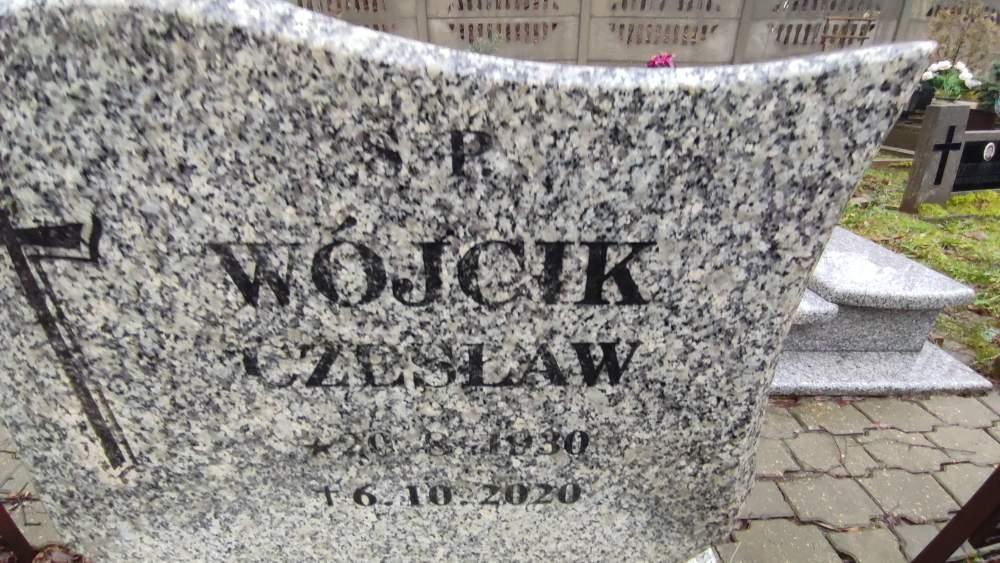 Ś P.
WÓJCIK
CZESŁAW
★ 20.8.1930
† 6.10.2020